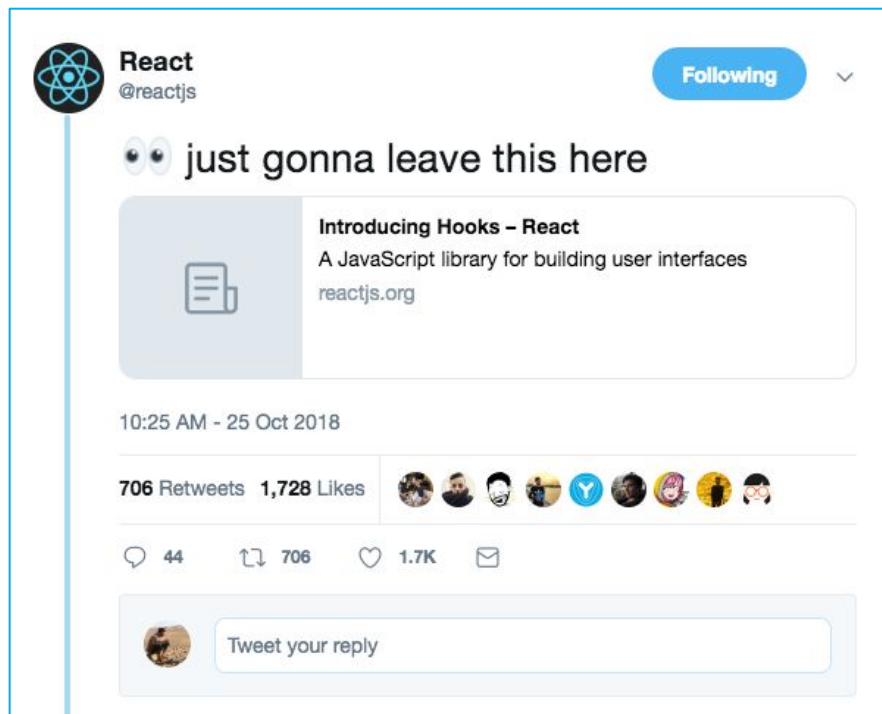 React
@reactjs
Following
👀 just gonna leave this here
Introducing Hooks – React
A JavaScript library for building user interfaces
reactjs.org
10:25 AM - 25 Oct 2018
706 Retweets 1,728 Likes
44 706 1.7K
Tweet your reply